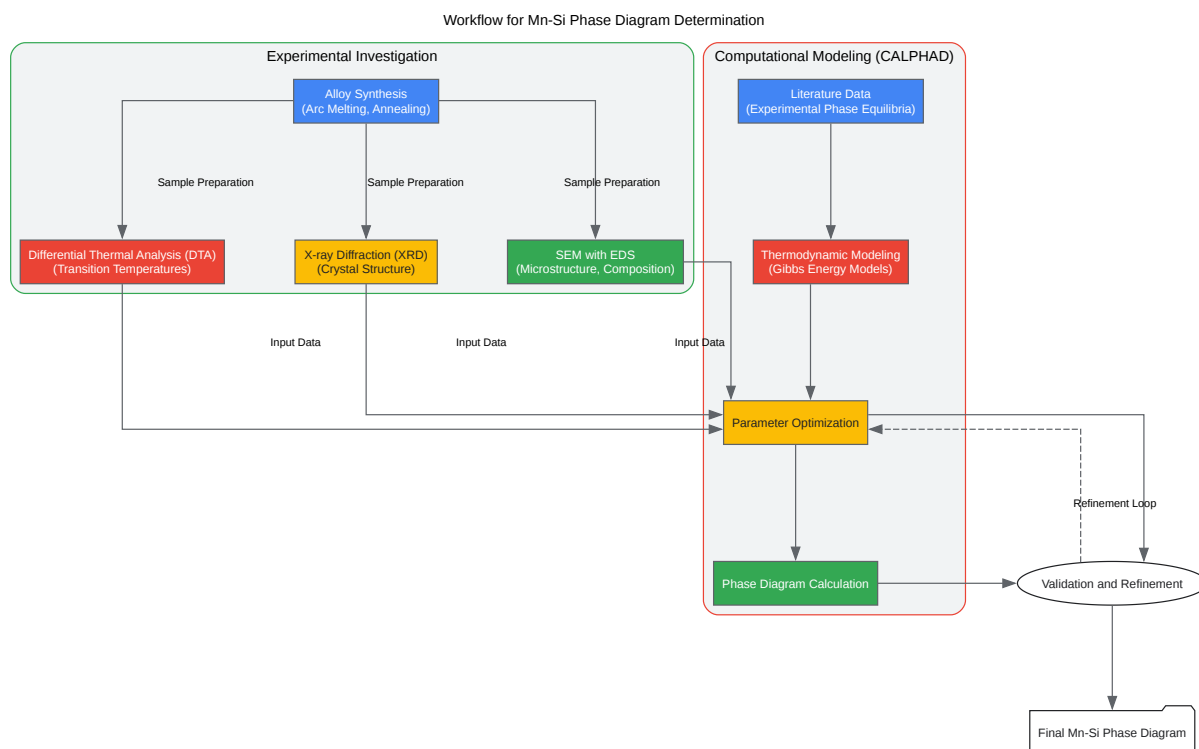 Workflow for Mn-Si Phase Diagram Determination
Experimental Investigation
Computational Modeling (CALPHAD)
Alloy Synthesis
(Arc Melting, Annealing)
Literature Data
(Experimental Phase Equilibria)
Sample Preparation
Sample Preparation
Sample Preparation
Differential Thermal Analysis (DTA)
(Transition Temperatures)
X-ray Diffraction (XRD)
(Crystal Structure)
SEM with EDS
(Microstructure, Composition)
Thermodynamic Modeling
(Gibbs Energy Models)
Input Data
Input Data
Input Data
Parameter Optimization
Refinement Loop
Phase Diagram Calculation
Validation and Refinement
Final Mn-Si Phase Diagram